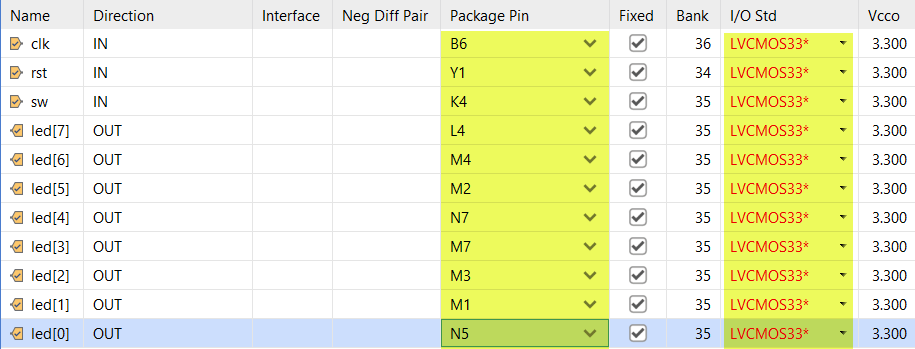 Name Direction Interface Neg Diff Pair Package Pin Fixed Bank I/O Std Vcco
clk IN B6 36 LVCMOS33* 3.300
rst IN Y1 34 LVCMOS33* 3.300
sw IN K4 35 LVCMOS33* 3.300
led[7] OUT L4 35 LVCMOS33* 3.300
led[6] OUT M4 35 LVCMOS33* 3.300
led[5] OUT M2 35 LVCMOS33* 3.300
led[4] OUT N7 35 LVCMOS33* 3.300
led[3] OUT M7 35 LVCMOS33* 3.300
led[2] OUT M3 35 LVCMOS33* 3.300
led[1] OUT M1 35 LVCMOS33* 3.300
led[0] OUT N5 35 LVCMOS33* 3.300